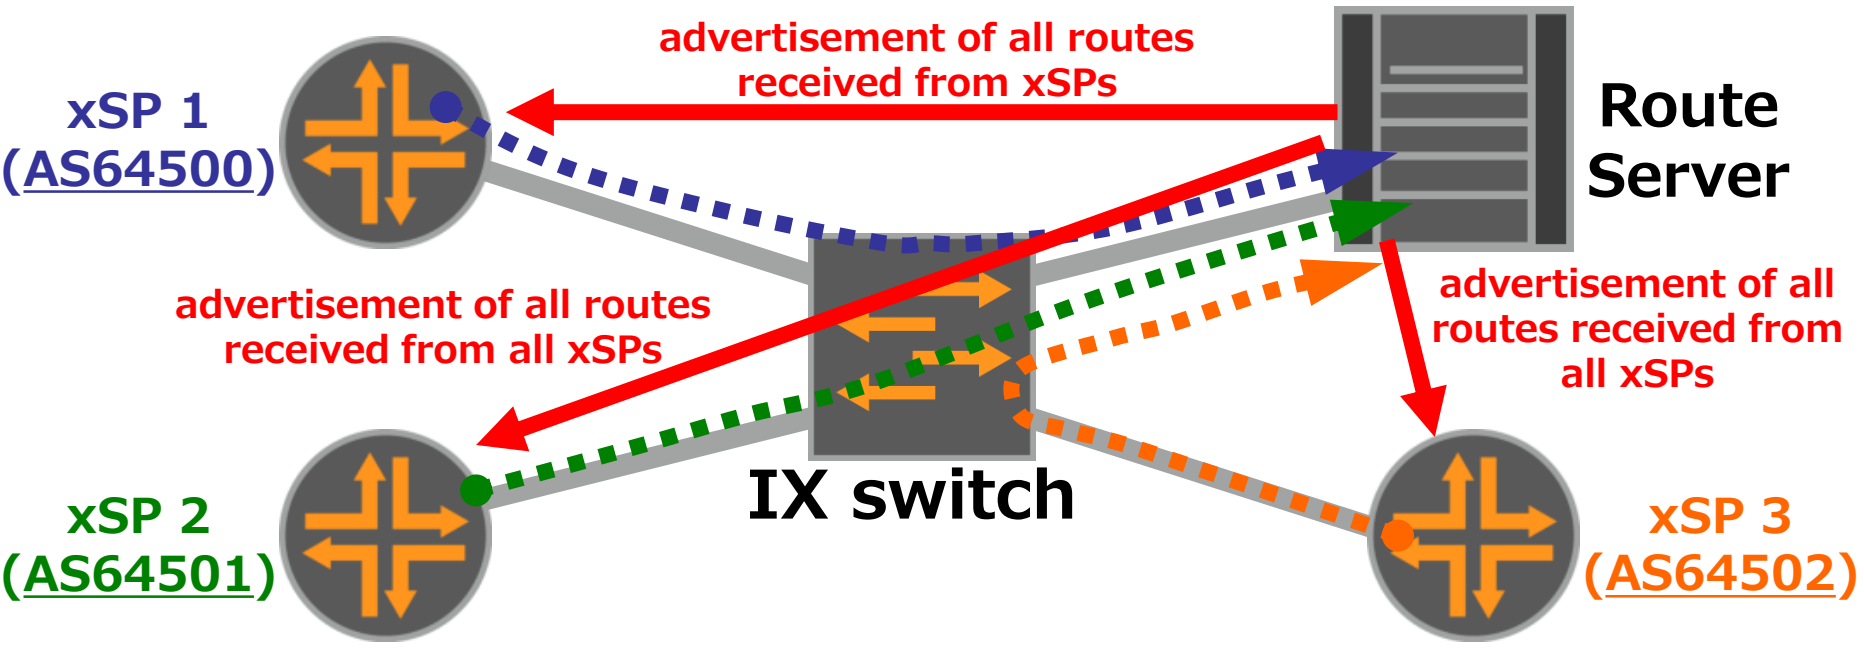 advertisement of all routes
received from xSPs
xSP 1
(AS64500)
Route
Server
advertisement of all routes
received from all xSPs
advertisement of all
routes received from
all xSPs
IX switch
xSP 2
(AS64501)
xSP 3
(AS64502)